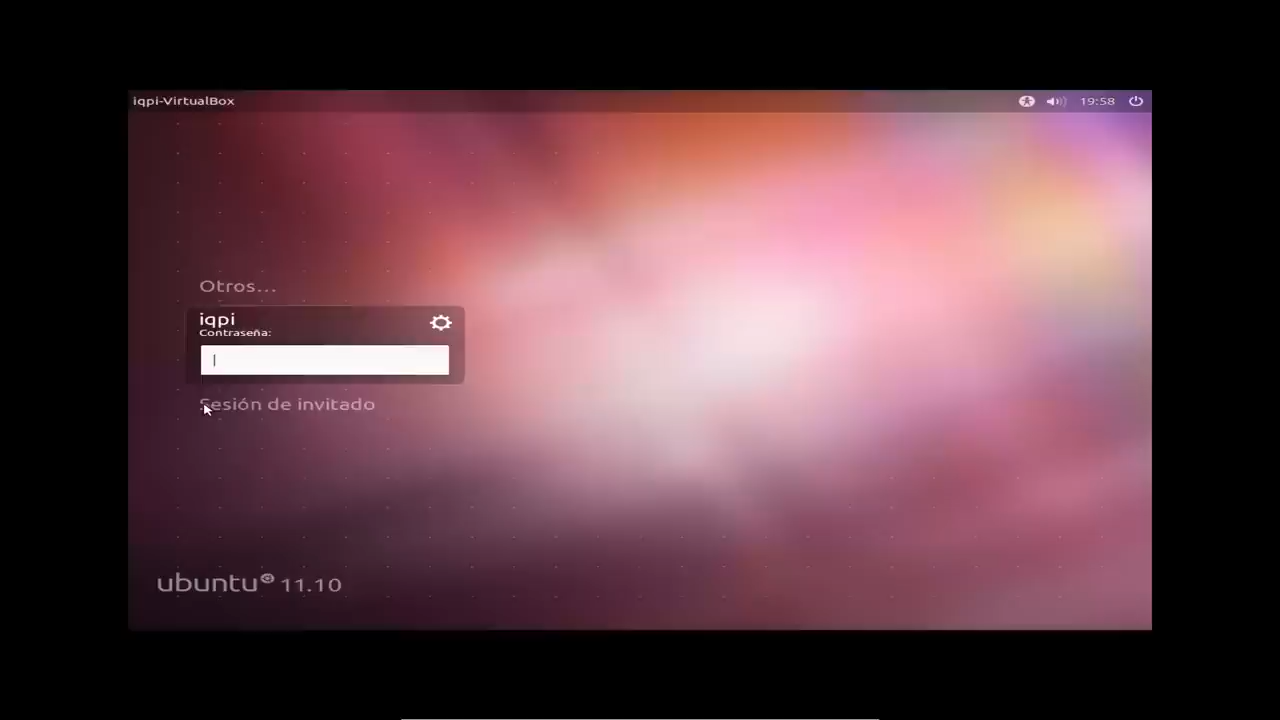 iqpi-VirtualBox
19:58
Otros...
iqpi
Contraseña:
Sesión de invitado
ubuntu 11.10